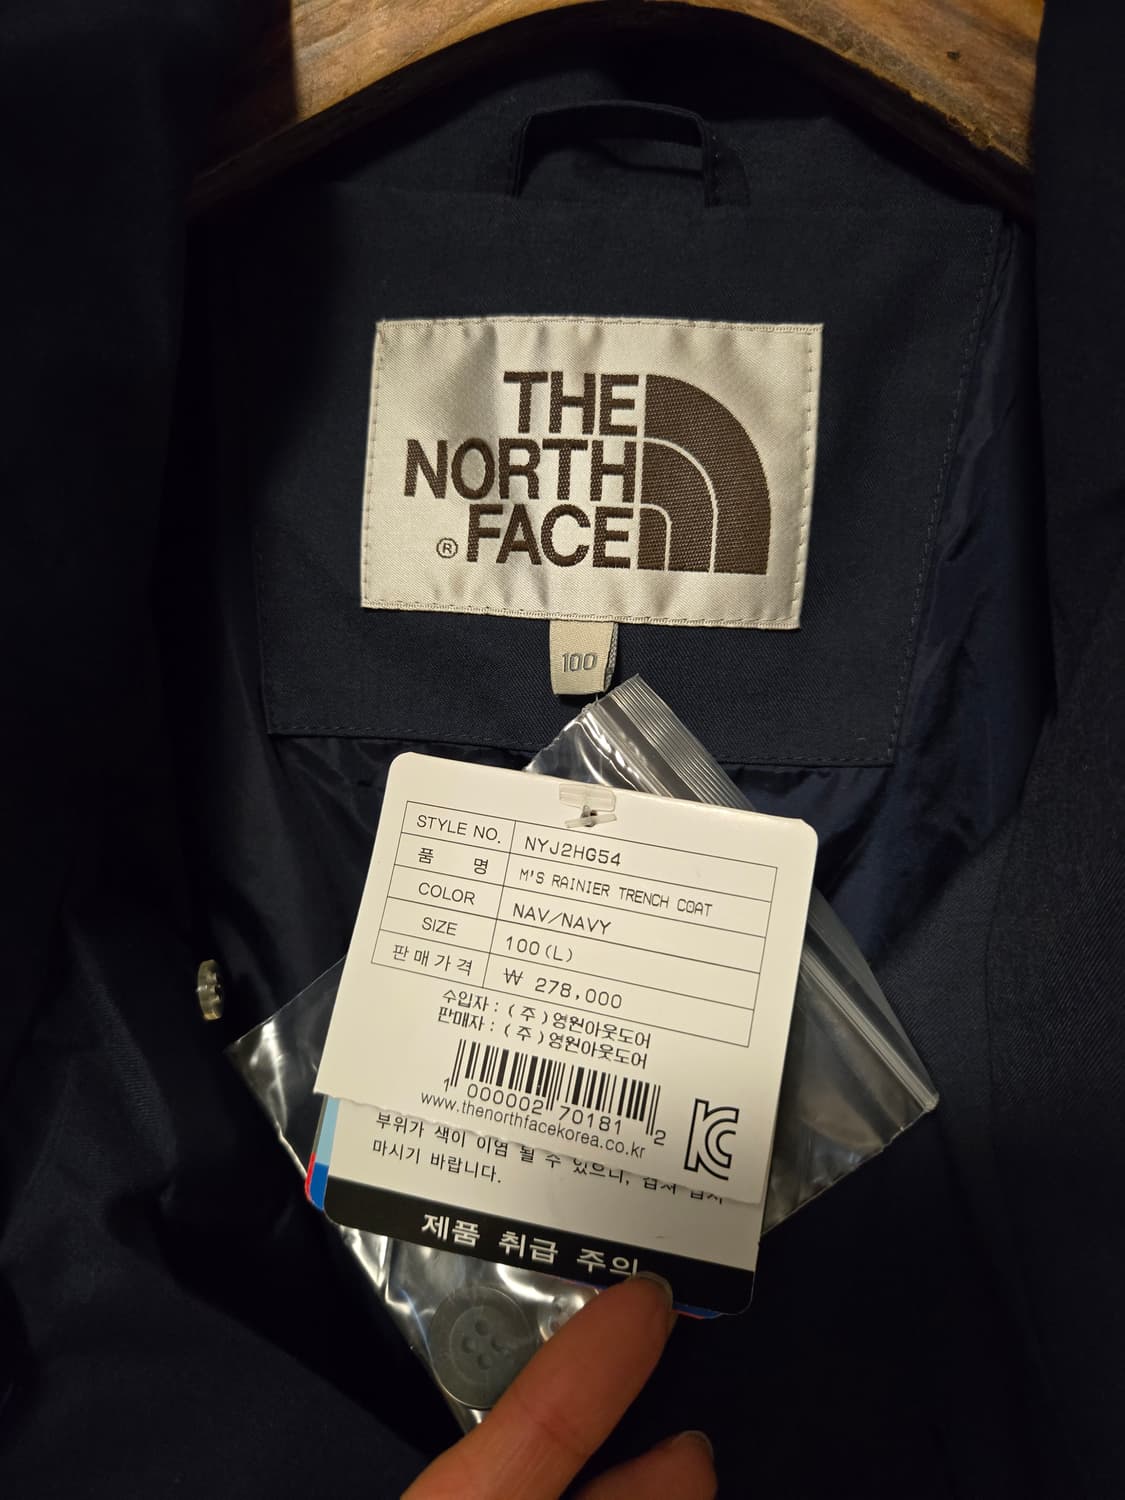 THE
NORTH
® FACE
100
STYLE NO. NYJ2HG54
품 명 M'S RAINIER TRENCH COAT
COLOR NAV/NAVY
SIZE 100(L)
판매가격 ₩ 278,000
수입자 : (주)영원아웃도어
판매자 : (주)영원아웃도어
1 000002 70181 2
www.thenorthfacekorea.co.kr
부위가 색이 이염 될 수 있으니,
마시기 바랍니다.
제품 취급 주의